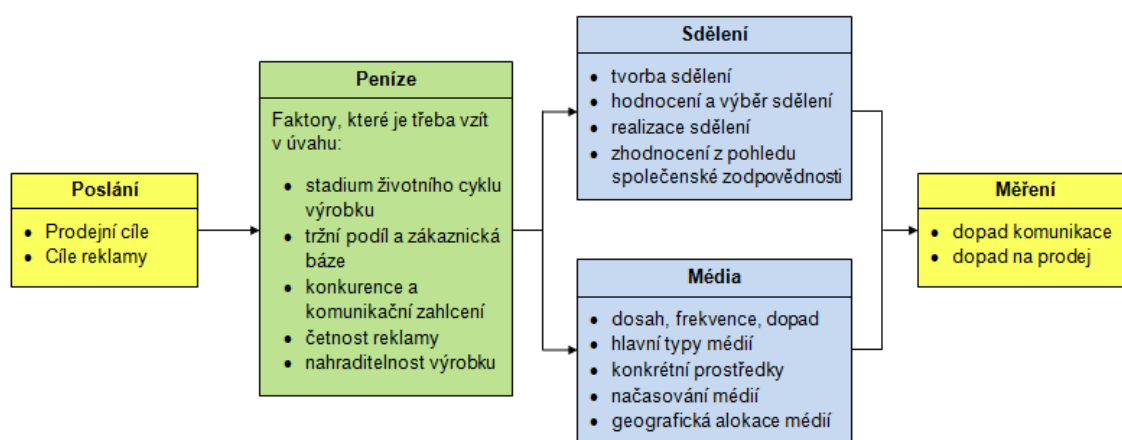 Poslání
• Prodejní cíle
• Cíle reklamy
Peníze
Faktory, které je třeba vzít
v úvahu:
• stadium životního cyklu
výrobku
• tržní podíl a zákaznická
báze
• konkurence a
komunikační zahlcení
• četnost reklamy
• nahraditelnost výrobku
Sdělení
• tvorba sdělení
• hodnocení a výběr sdělení
• realizace sdělení
• zhodnocení z pohledu
společenské zodpovědnosti
Média
• dosah, frekvence, dopad
• hlavní typy médií
• konkrétní prostředky
• načasování médií
• geografická alokace médií
Měření
• dopad komunikace
• dopad na prodej